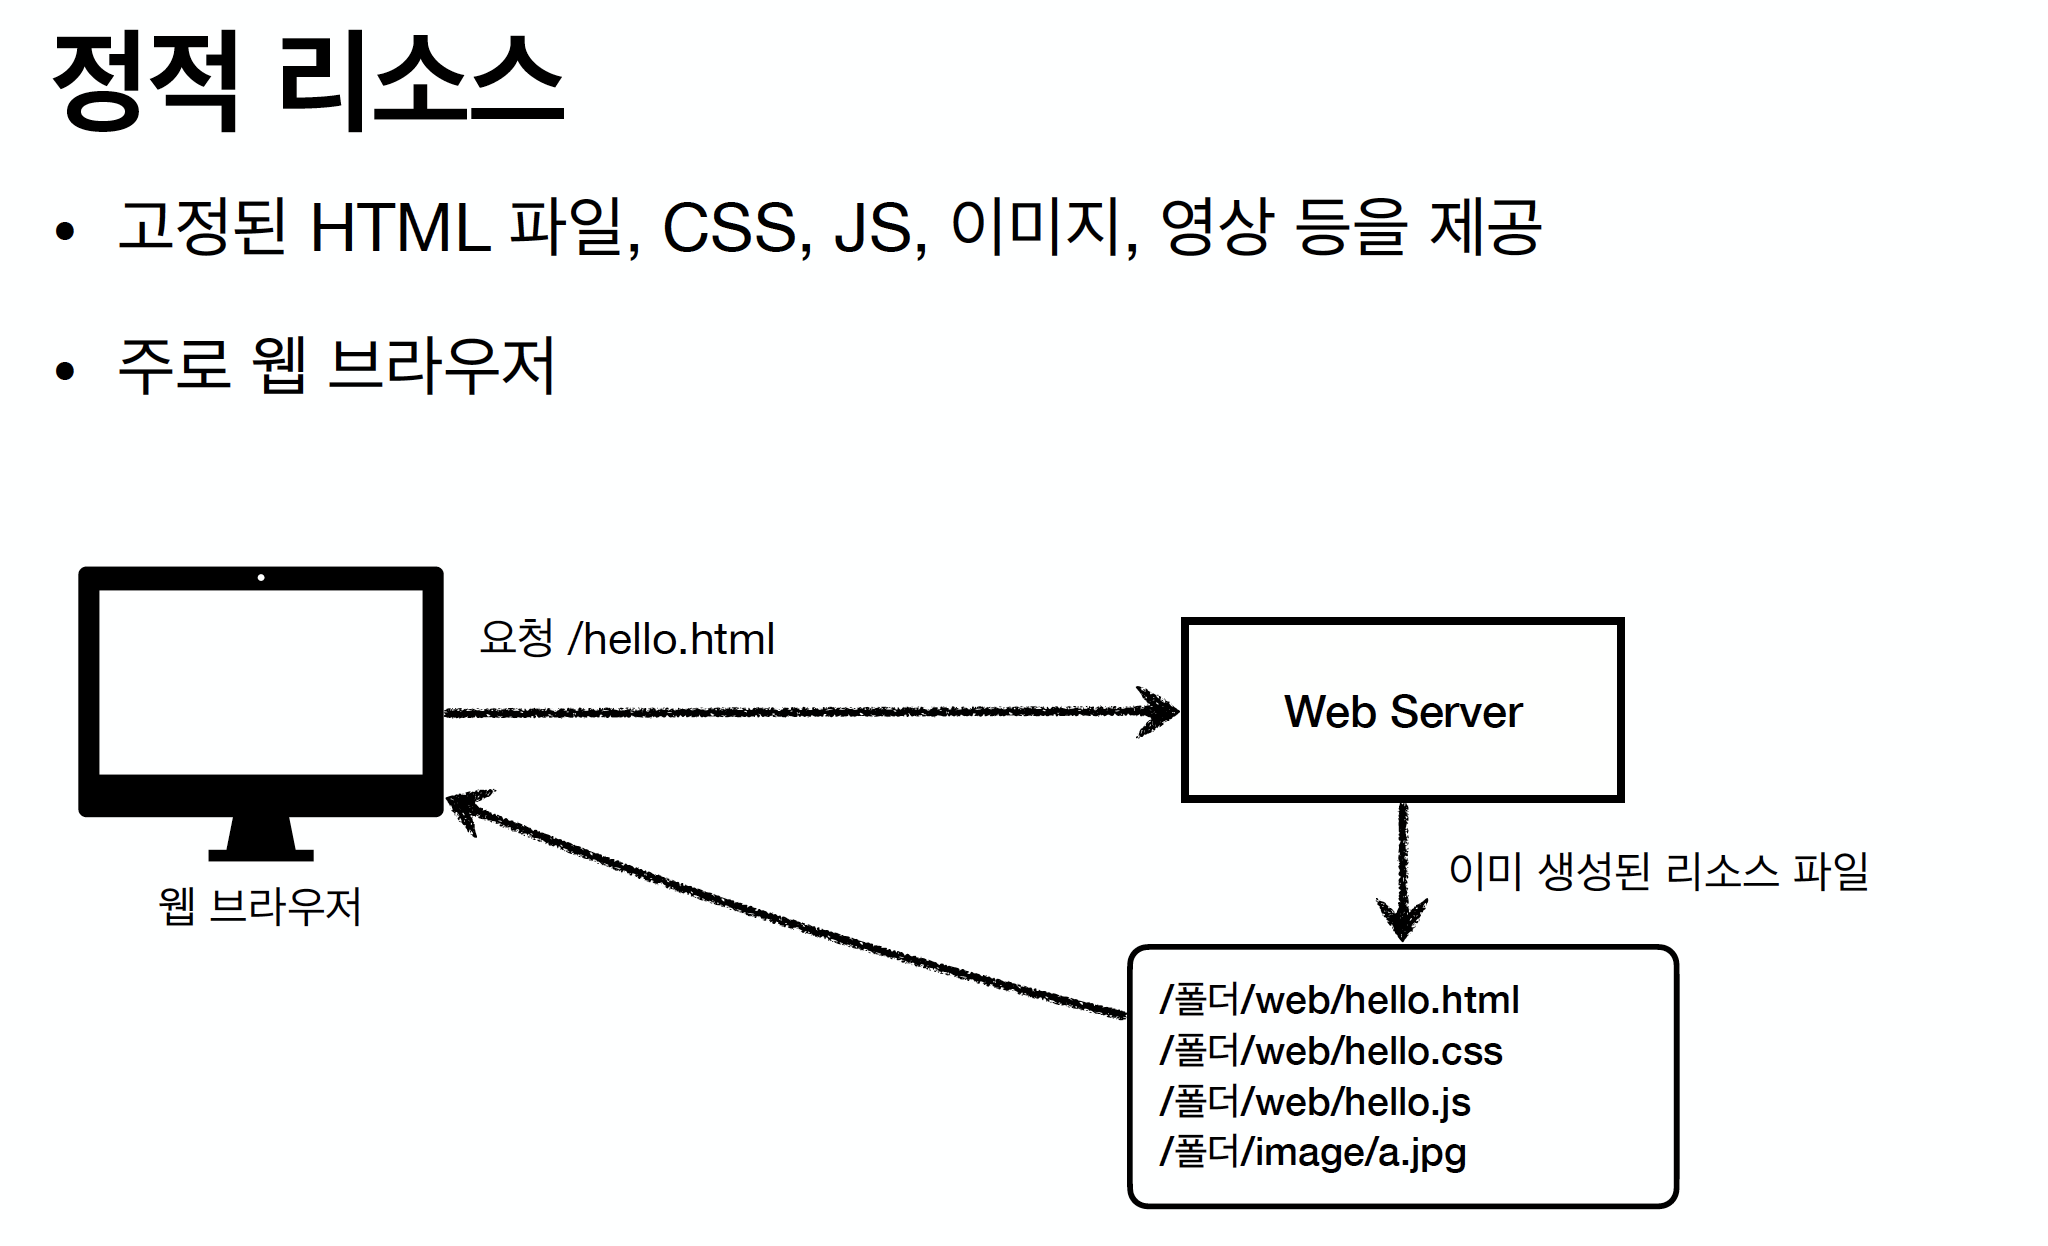 정적 리소스
• 고정된 HTML 파일, CSS, JS, 이미지, 영상 등을 제공
• 주로 웹 브라우저
요청 /hello.html
Web Server
이미 생성된 리소스 파일
웹 브라우저
/폴더/web/hello.html
/폴더/web/hello.css
/폴더/web/hello.js
/폴더/image/a.jpg